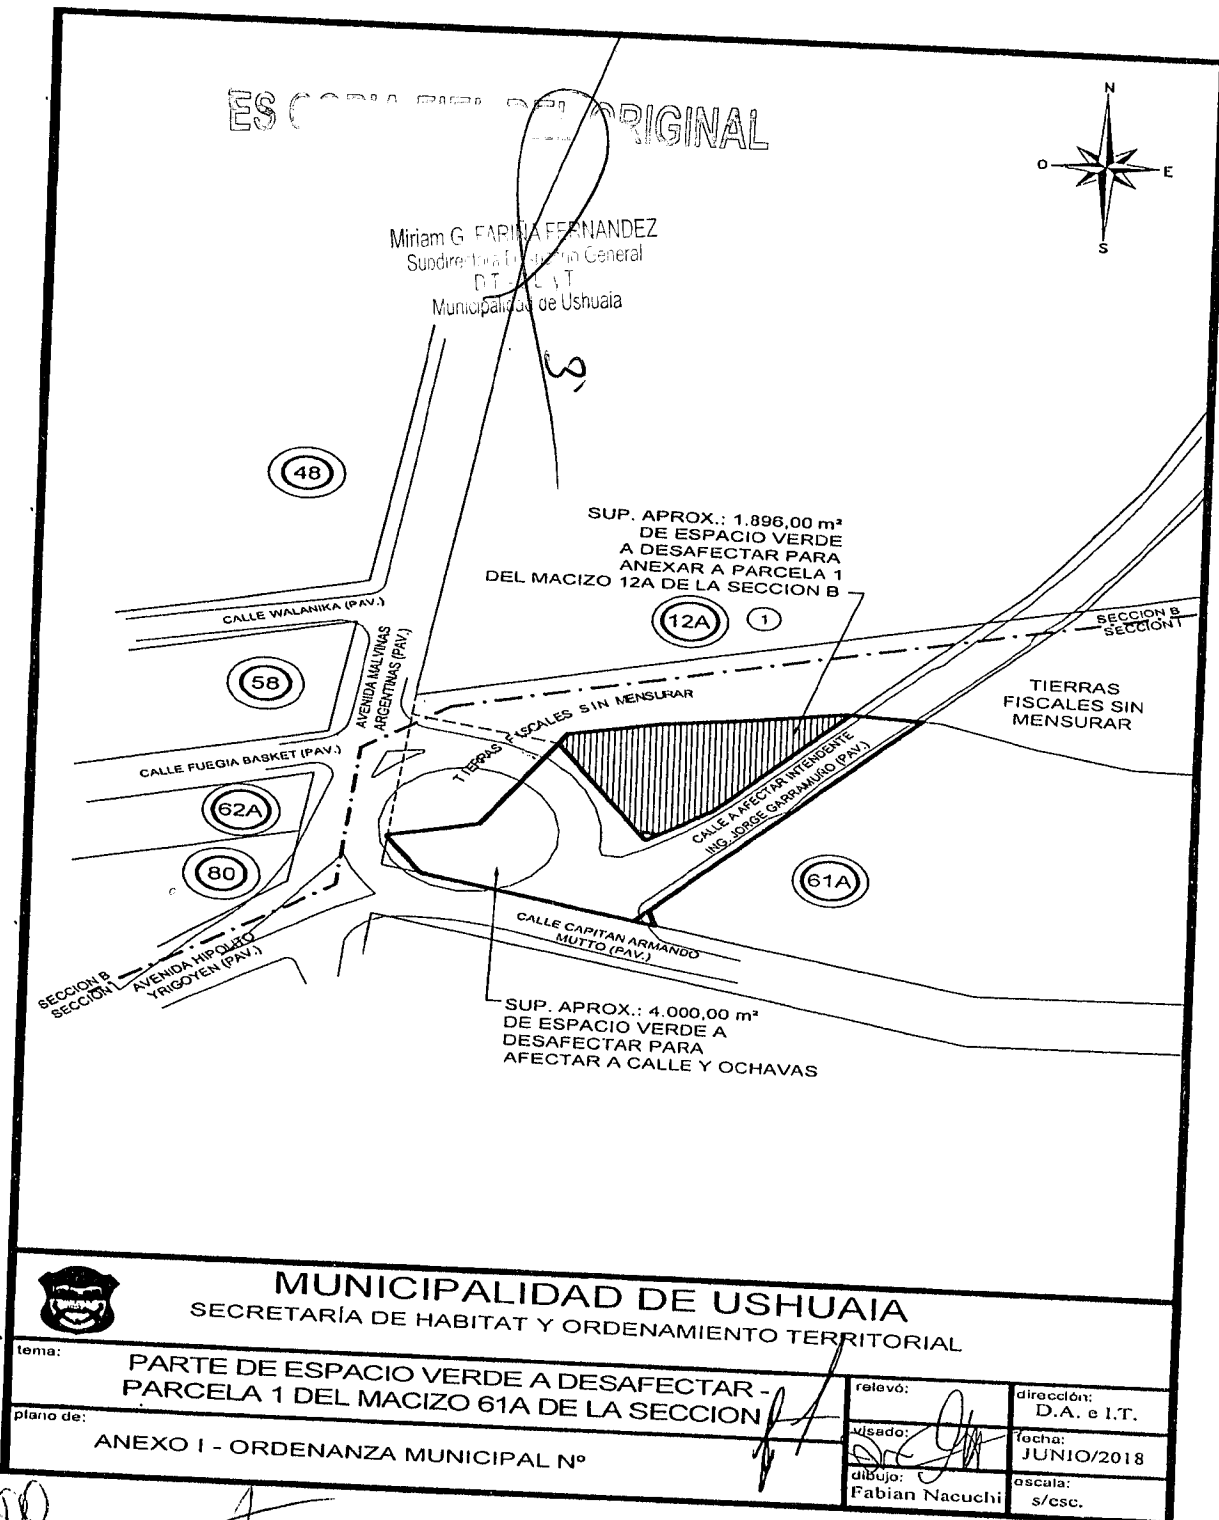 ES COPIA FIEL DEL ORIGINAL
N
O
E
S
Miriam G. FARIÑA FERNANDEZ
General
Municipalidad de Ushuaia
48
SUP. APROX.: 1.896,00 m²
DE ESPACIO VERDE
A DESAFECTAR PARA
ANEXAR A PARCELA 1
DEL MACIZO 12A DE LA SECCION B
12A
1
CALLE WALANIKA (PAV.)
SECCION B
SECCION I
58
AVENIDA MALVINAS
ARGENTINAS (PAV.)
TIERRAS FISCALES SIN MENSURAR
TIERRAS
FISCALES SIN
MENSURAR
CALLE FUEGIA BASKET (PAV.)
CALLE A AFECTAR INTENDENTE
ING. JORGE GARRAMUÑO (PAV.)
62A
80
61A
CALLE CAPITAN ARMANDO
MUTTO (PAV.)
AVENIDA HIPOLITO
YRIGOYEN (PAV.)
SECCION B
SECCION I
SUP. APROX.: 4.000,00 m²
DE ESPACIO VERDE A
DESAFECTAR PARA
AFECTAR A CALLE Y OCHAVAS
MUNICIPALIDAD DE USHUAIA
SECRETARÍA DE HABITAT Y ORDENAMIENTO TERRITORIAL
tema:
PARTE DE ESPACIO VERDE A DESAFECTAR -
PARCELA 1 DEL MACIZO 61A DE LA SECCION
plano de:
ANEXO I - ORDENANZA MUNICIPAL Nº
relevó:
visado:
dibujo:
Fabian Nacuchi
dirección:
D.A. e I.T.
fecha:
JUNIO/2018
escala:
s/esc.